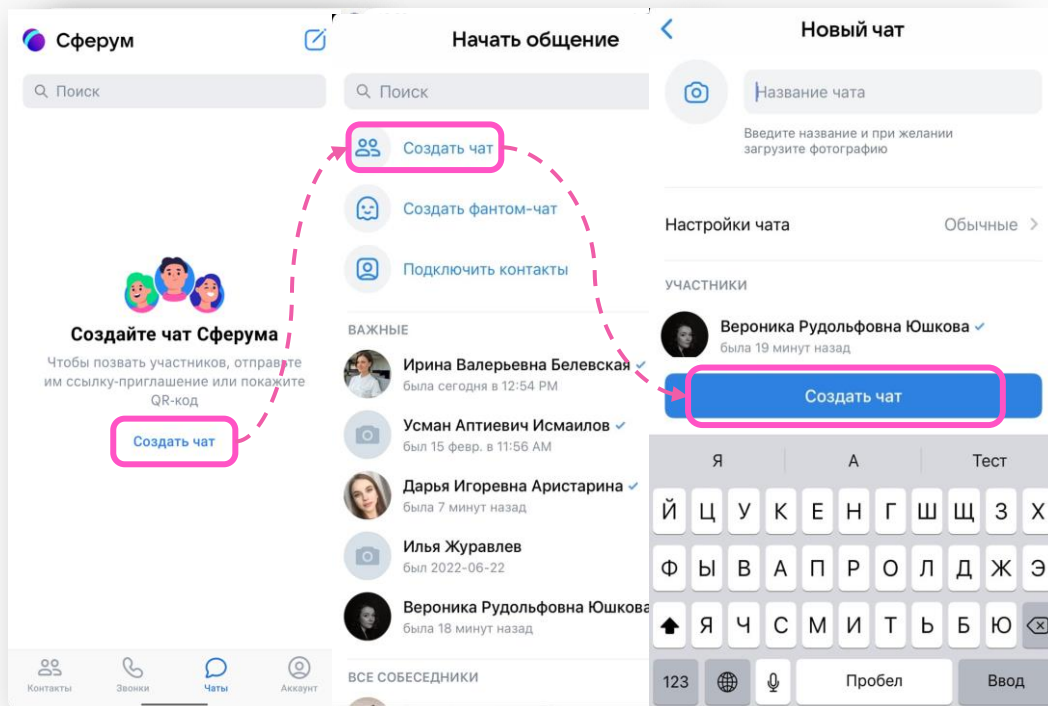 Сферум
Поиск
Создайте чат Сферума
Чтобы позвать участников, отправьте
им ссылку-приглашение или покажите
QR-код
Создать чат
Контакты
Звонки
Чаты
Аккаунт
Начать общение
Поиск
Создать чат
Создать фантом-чат
Подключить контакты
ВАЖНЫЕ
Ирина Валерьевна Белевская
была сегодня в 12:54 PM
Усман Аптиевич Исмаилов
был 15 февр. в 11:56 AM
Дарья Игоревна Аристарина
была 7 минут назад
Илья Журавлев
был 2022-06-22
Вероника Рудольфовна Юшкова
была 18 минут назад
ВСЕ СОБЕСЕДНИКИ
Новый чат
Название чата
Введите название и при желании
загрузите фотографию
Настройки чата Обычные
УЧАСТНИКИ
Вероника Рудольфовна Юшкова
была 19 минут назад
Создать чат
Я А Тест
Й Ц У К Е Н Г Ш Щ З Х
Ф Ы В А П Р О Л Д Ж Э
Я Ч С М И Т Ь Б Ю
123 Пробел Ввод